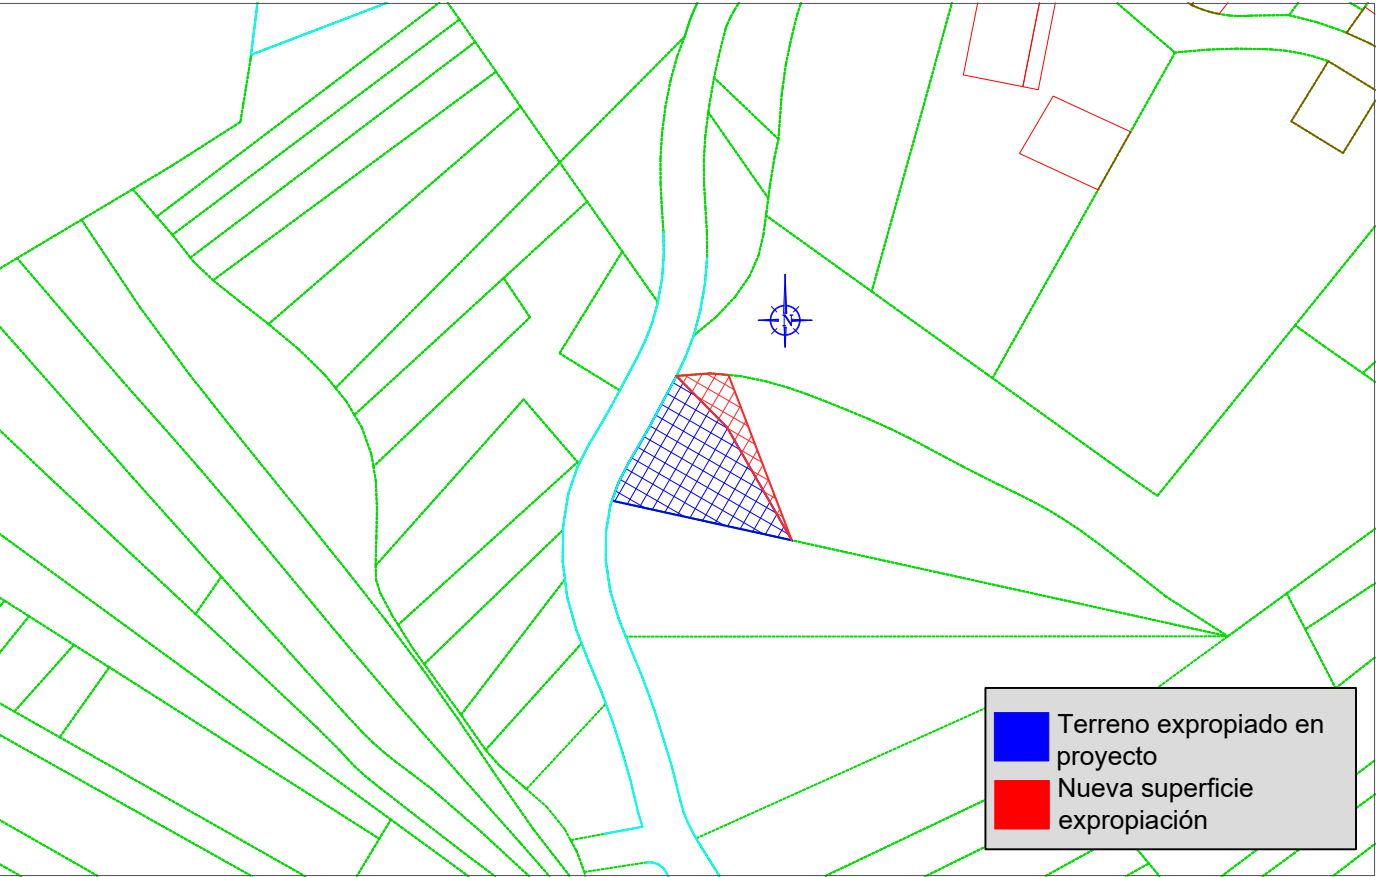 N
Terreno expropiado en
proyecto
Nueva superficie
expropiación